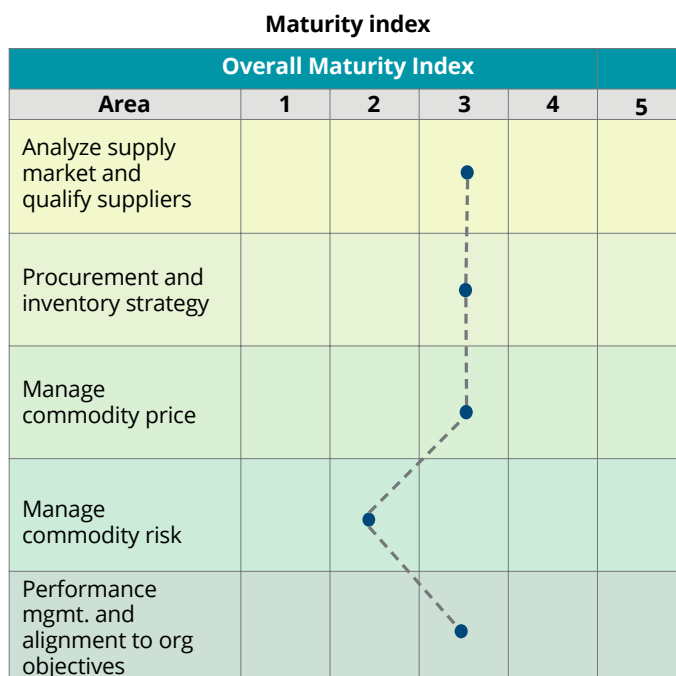 Maturity index
Overall Maturity Index
Area 1 2 3 4 5
Analyze supply
market and
qualify suppliers
Procurement and
inventory strategy
Manage
commodity price
Manage
commodity risk
Performance
mgmt. and
alignment to org
objectives